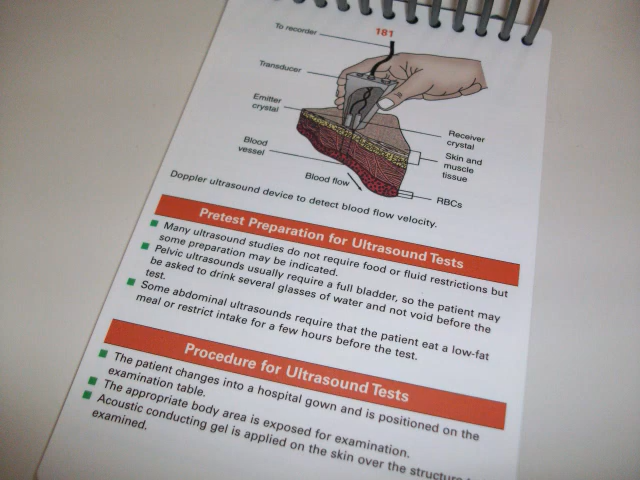 181
To recorder
Transducer
Emitter
crystal
Receiver
crystal
Blood
vessel
Skin and
muscle
tissue
Blood flow
RBCs
Doppler ultrasound device to detect blood flow velocity.
Pretest Preparation for Ultrasound Tests
Many ultrasound studies do not require food or fluid restrictions but
some preparation may be indicated.
Pelvic ultrasounds usually require a full bladder, so the patient may
be asked to drink several glasses of water and not void before the
test.
Some abdominal ultrasounds require that the patient eat a low-fat
meal or restrict intake for a few hours before the test.
Procedure for Ultrasound Tests
The patient changes into a hospital gown and is positioned on the
examination table.
The appropriate body area is exposed for examination.
Acoustic conducting gel is applied on the skin over the structure
examined.